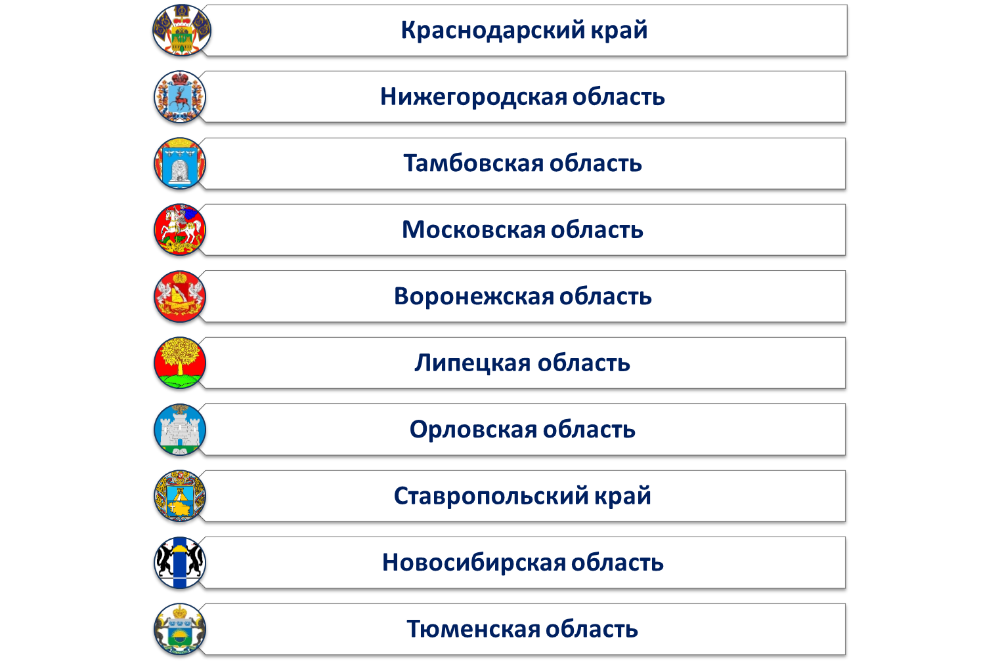 Краснодарский край
Нижегородская область
Тамбовская область
Московская область
Воронежская область
Липецкая область
Орловская область
Ставропольский край
Новосибирская область
Тюменская область